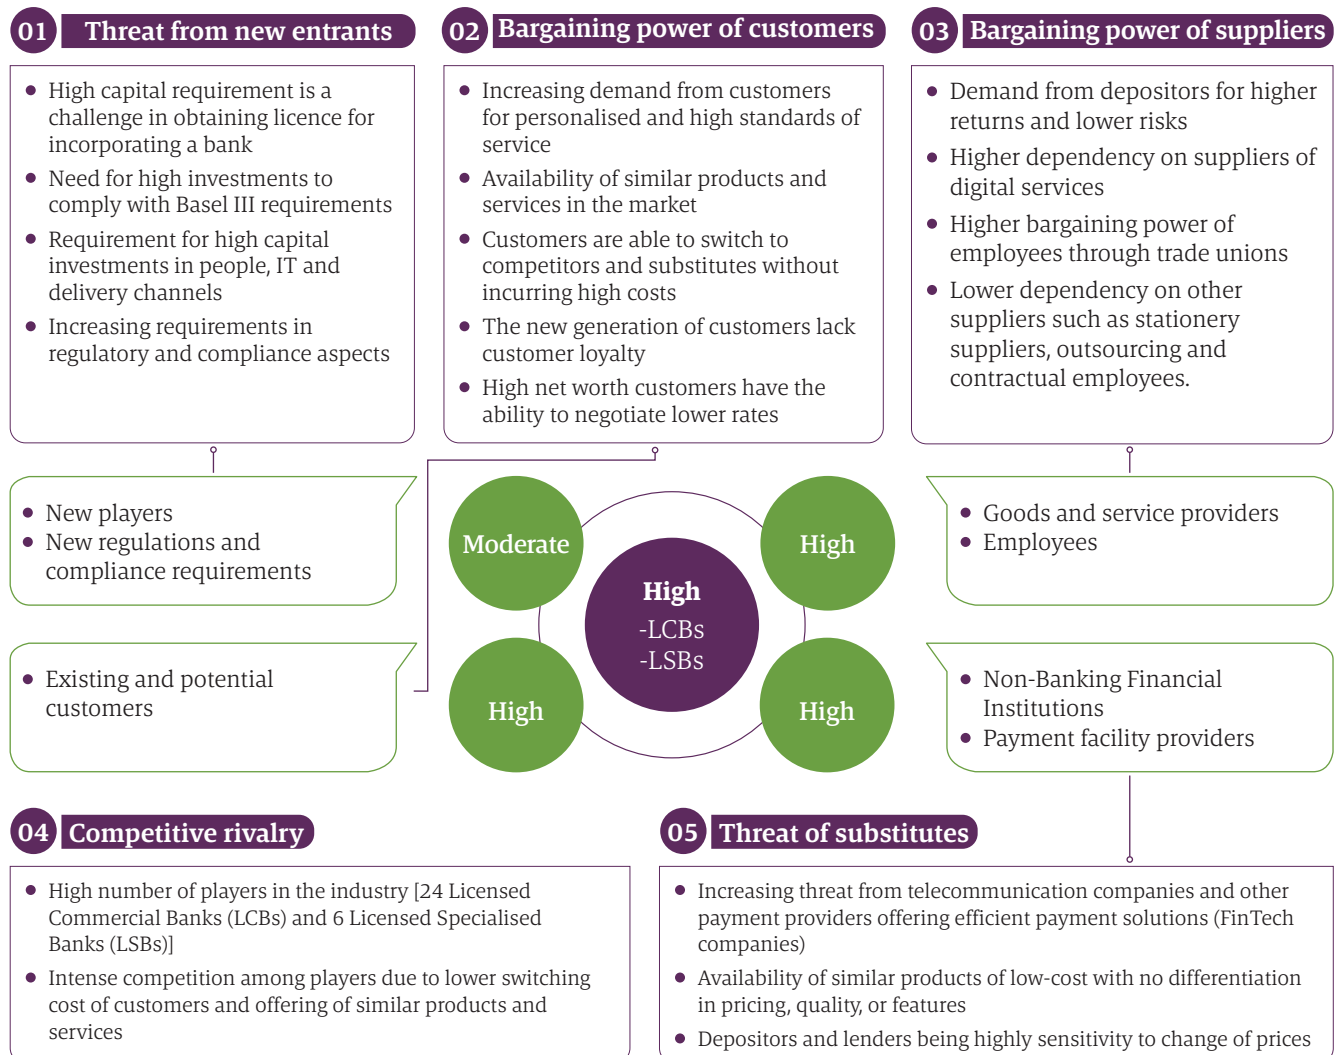 01 Threat from new entrants
High capital requirement is a
challenge in obtaining licence for
incorporating a bank
Need for high investments to
comply with Basel III requirements
Requirement for high capital
investments in people, IT and
delivery channels
Increasing requirements in
regulatory and compliance aspects
02 Bargaining power of customers
Increasing demand from customers
for personalised and high standards of
service
Availability of similar products and
services in the market
Customers are able to switch to
competitors and substitutes without
incurring high costs
The new generation of customers lack
customer loyalty
High net worth customers have the
ability to negotiate lower rates
03 Bargaining power of suppliers
Demand from depositors for higher
returns and lower risks
Higher dependency on suppliers of
digital services
Higher bargaining power of
employees through trade unions
Lower dependency on other
suppliers such as stationery
suppliers, outsourcing and
contractual employees.
New players
New regulations and
compliance requirements
Existing and potential
customers
Moderate
High
High
-LCBs
-LSBs
High
High
Goods and service providers
Employees
Non-Banking Financial
Institutions
Payment facility providers
04 Competitive rivalry
High number of players in the industry [24 Licensed
Commercial Banks (LCBs) and 6 Licensed Specialised
Banks (LSBs)]
Intense competition among players due to lower switching
cost of customers and offering of similar products and
services
05 Threat of substitutes
Increasing threat from telecommunication companies and other
payment providers offering efficient payment solutions (FinTech
companies)
Availability of similar products of low-cost with no differentiation
in pricing, quality, or features
Depositors and lenders being highly sensitivity to change of prices